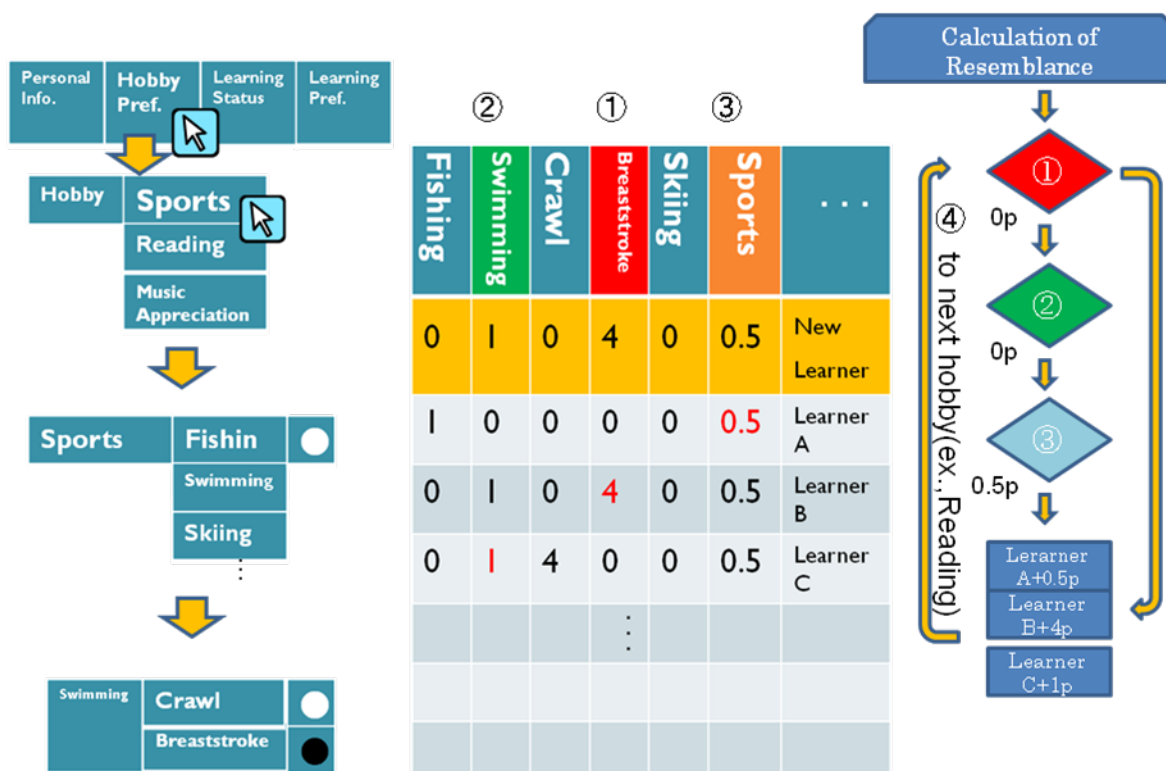 Personal
Info.
Hobby
Pref.
Learning
Status
Learning
Pref.
Hobby
Sports
Reading
Music
Appreciation
Sports
Fishin
Swimming
Skiing
⋮
Swimming
Crawl
Breaststroke
② ① ③
Fishing Swimming Crawl Breaststroke Skiing Sports ...
0 1 0 4 0 0.5 New
Learner
1 0 0 0 0 0.5 Learner
A
0 1 0 4 0 0.5 Learner
B
0 1 4 0 0 0.5 Learner
C
⋮
Calculation of
Resemblance
①
0p
②
0p
③
0.5p
④ to next hobby(ex., Reading)
Lerarner
A+0.5p
Learner
B+4p
Learner
C+1p